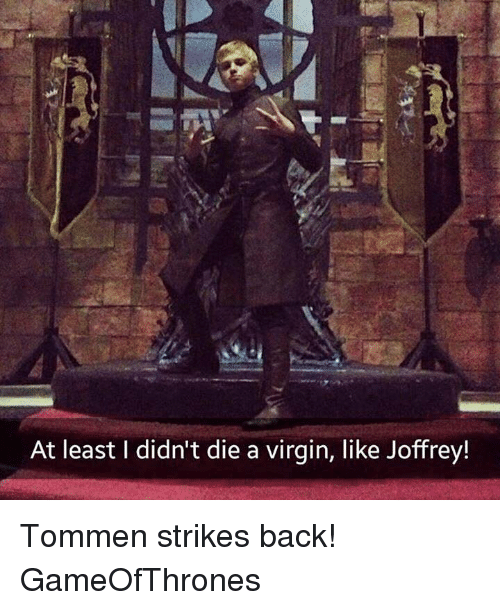 At least I didn't die a virgin, like Joffrey!
Tommen strikes back!
GameOfThrones